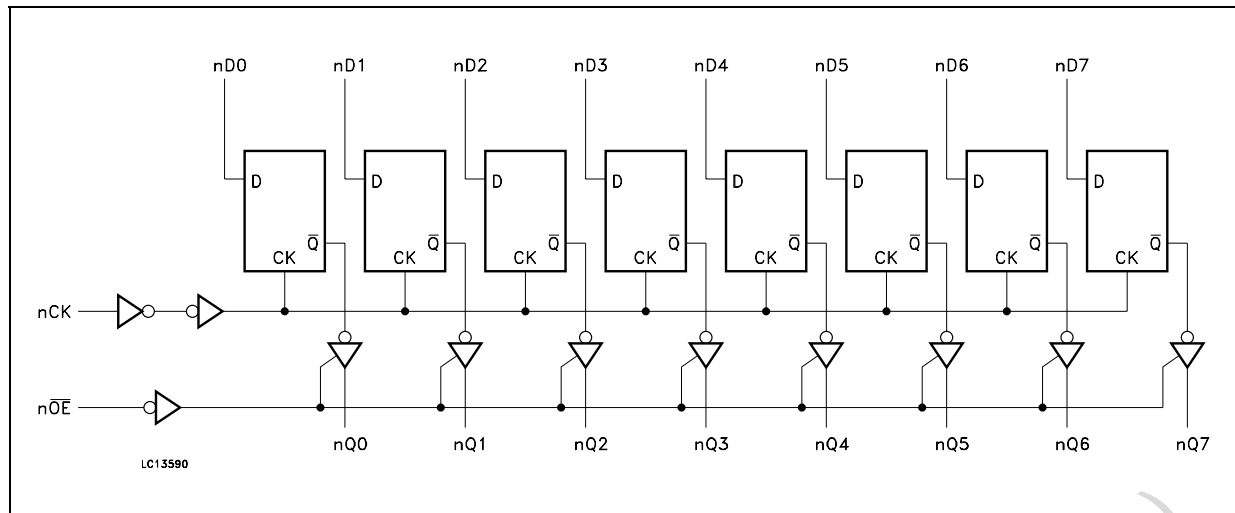 nD0 nD1 nD2 nD3 nD4 nD5 nD6 nD7
D D D D D D D D
Q̅ Q̅ Q̅ Q̅ Q̅ Q̅ Q̅ Q̅
CK CK CK CK CK CK CK CK
nCK
nO̅E̅
nQ0 nQ1 nQ2 nQ3 nQ4 nQ5 nQ6 nQ7
LC13590